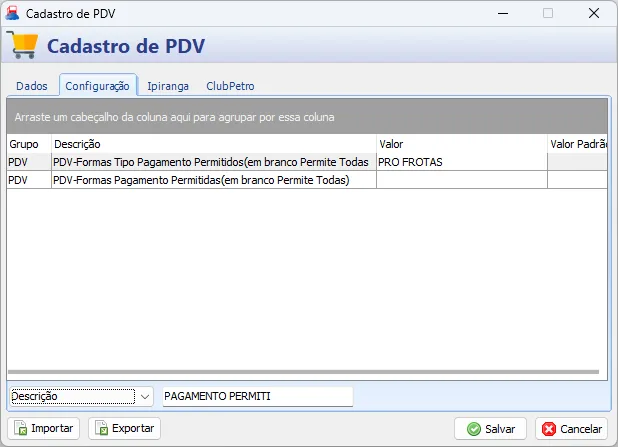 Cadastro de PDV
Cadastro de PDV
Dados Configuração Ipiranga ClubPetro
Arraste um cabeçalho da coluna aqui para agrupar por essa coluna
Grupo Descrição Valor Valor Padrão
PDV PDV-Formas Tipo Pagamento Permitidos(em branco Permite Todas PRO FROTAS
PDV PDV-Formas Pagamento Permitidas(em branco Permite Todas)
Descrição PAGAMENTO PERMITI
Importar Exportar Salvar Cancelar